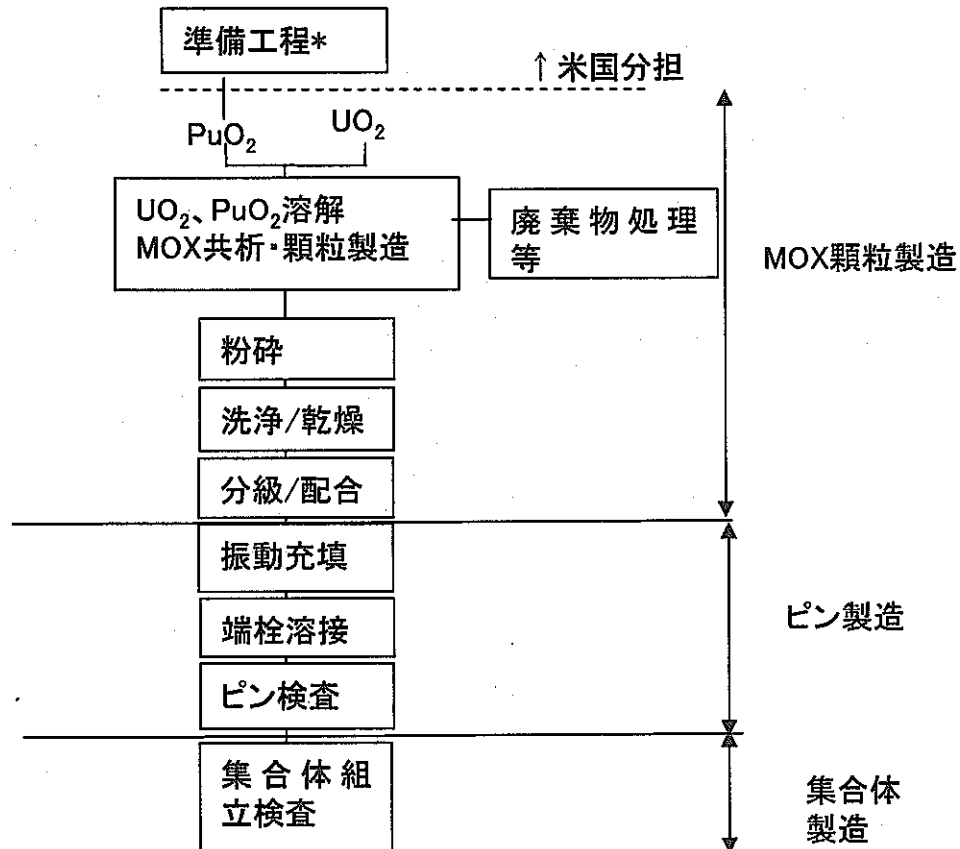 準備工程*
↑米国分担
PuO₂
UO₂
UO₂、PuO₂溶解
MOX共析・顆粒製造
廃棄物処理
等
MOX顆粒製造
粉砕
洗浄/乾燥
分級/配合
振動充填
端栓溶接
ピン製造
ピン検査
集合体組
立検査
集合体
製造